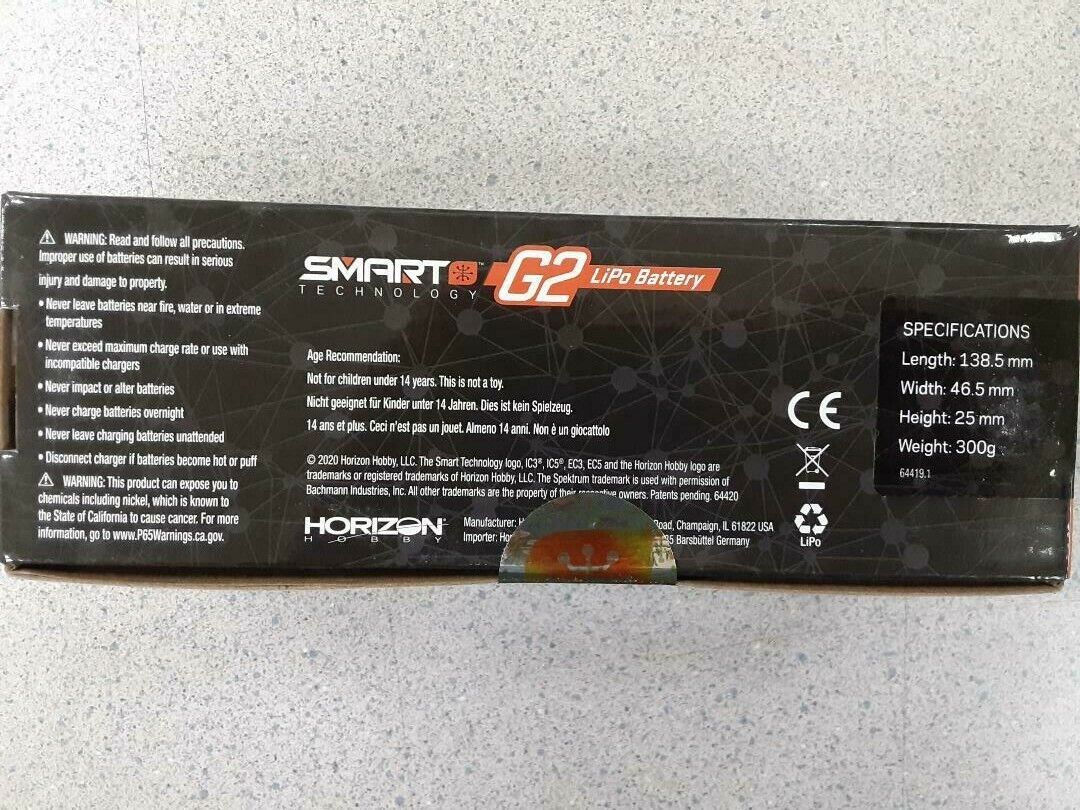 WARNING: Read and follow all precautions.
Improper use of batteries can result in serious
injury and damage to property.
• Never leave batteries near fire, water or in extreme
temperatures
• Never exceed maximum charge rate or use with
incompatible chargers
• Never impact or alter batteries
• Never charge batteries overnight
• Never leave charging batteries unattended
• Disconnect charger if batteries become hot or puff
WARNING: This product can expose you to
chemicals including nickel, which is known to
the State of California to cause cancer. For more
information, go to www.P65Warnings.ca.gov.
SMART ™
TECHNOLOGY
G2 LiPo Battery
Age Recommendation:
Not for children under 14 years. This is not a toy.
Nicht geeignet für Kinder unter 14 Jahren. Dies ist kein Spielzeug.
14 ans et plus. Ceci n'est pas un jouet. Almeno 14 anni. Non è un giocattolo
© 2020 Horizon Hobby, LLC. The Smart Technology logo, IC3®, IC5®, EC3, EC5 and the Horizon Hobby logo are
trademarks or registered trademarks of Horizon Hobby, LLC. The Spektrum trademark is used with permission of
Bachmann Industries, Inc. All other trademarks are the property of their respective owners. Patents pending. 64420
HORIZON
HOBBY
Manufacturer: Road, Champaign, IL 61822 USA
Importer: Barsbüttel Germany
CE
LiPo
SPECIFICATIONS
Length: 138.5 mm
Width: 46.5 mm
Height: 25 mm
Weight: 300g
64419.1